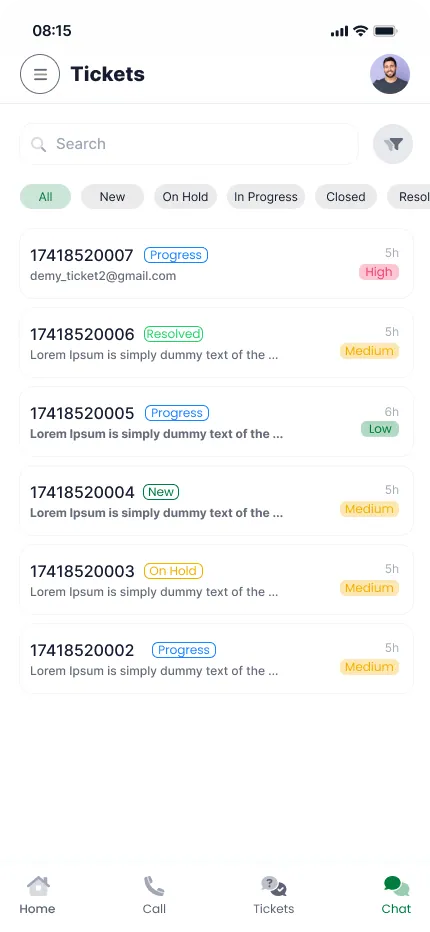 08:15
Tickets
Search
All New On Hold In Progress Closed Resol
17418520007 Progress 5h
demy_ticket2@gmail.com High
17418520006 Resolved 5h
Lorem Ipsum is simply dummy text of the ... Medium
17418520005 Progress 6h
Lorem Ipsum is simply dummy text of the ... Low
17418520004 New 5h
Lorem Ipsum is simply dummy text of the ... Medium
17418520003 On Hold 5h
Lorem Ipsum is simply dummy text of the ... Medium
17418520002 Progress 5h
Lorem Ipsum is simply dummy text of the ... Medium
Home Call Tickets Chat